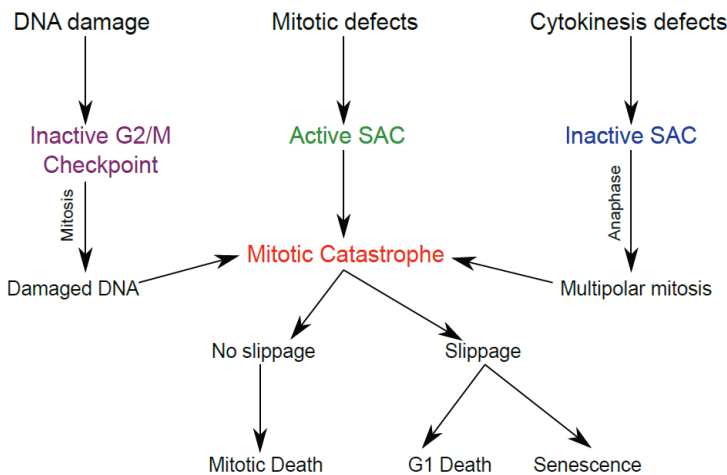 DNA damage
Mitotic defects
Cytokinesis defects
Inactive G2/M
Checkpoint
Active SAC
Inactive SAC
Mitosis
Anaphase
Mitotic Catastrophe
Damaged DNA
Multipolar mitosis
No slippage
Slippage
Mitotic Death
G1 Death
Senescence